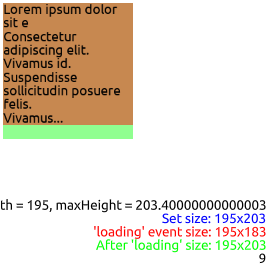 Lorem ipsum dolor
sit e
Consectetur
adipiscing elit.
Vivamus id.
Suspendisse
sollicitudin posuere
felis.
Vivamus...
th = 195, maxHeight = 203.40000000000003
Set size: 195x203
'loading' event size: 195x183
After 'loading' size: 195x203
9